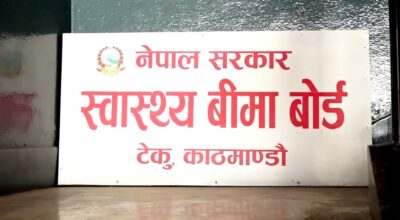 नेपाल सरकार
स्वास्थ्य बीमा बोर्ड
टेकु, काठमाण्डौ